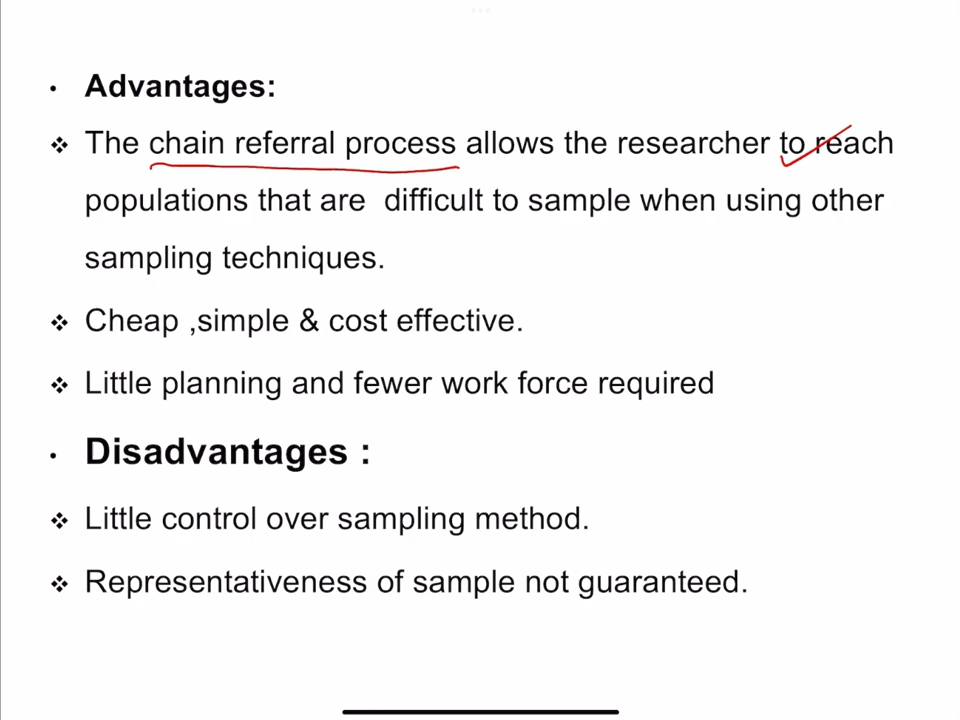 • Advantages:
❖ The chain referral process allows the researcher to reach
populations that are  difficult to sample when using other
sampling techniques.
❖ Cheap ,simple & cost effective.
❖ Little planning and fewer work force required
• Disadvantages :
❖ Little control over sampling method.
❖ Representativeness of sample not guaranteed.